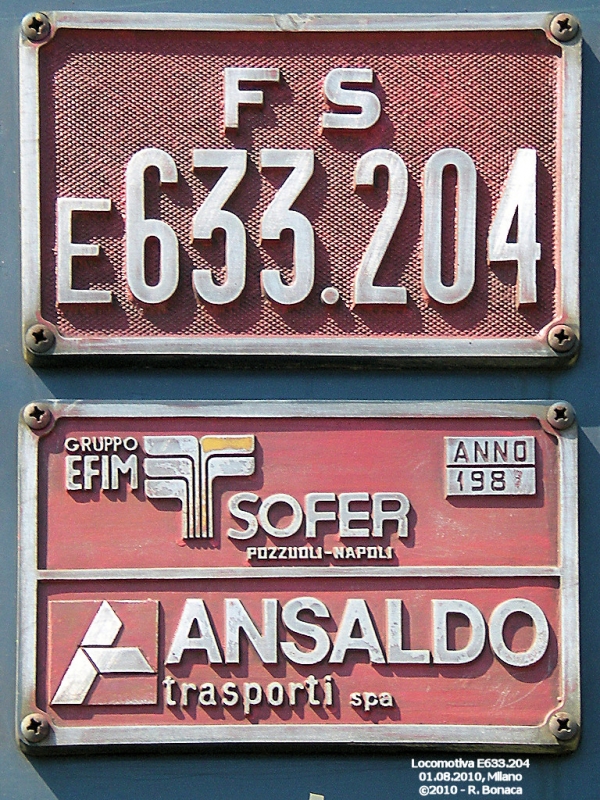 FS
E633.204
GRUPPO
EFIM
ANNO
1987
SOFER
POZZUOLI-NAPOLI
ANSALDO
trasporti spa
Locomotiva E633.204
01.08.2010, Milano
©2010 - R. Bonaca